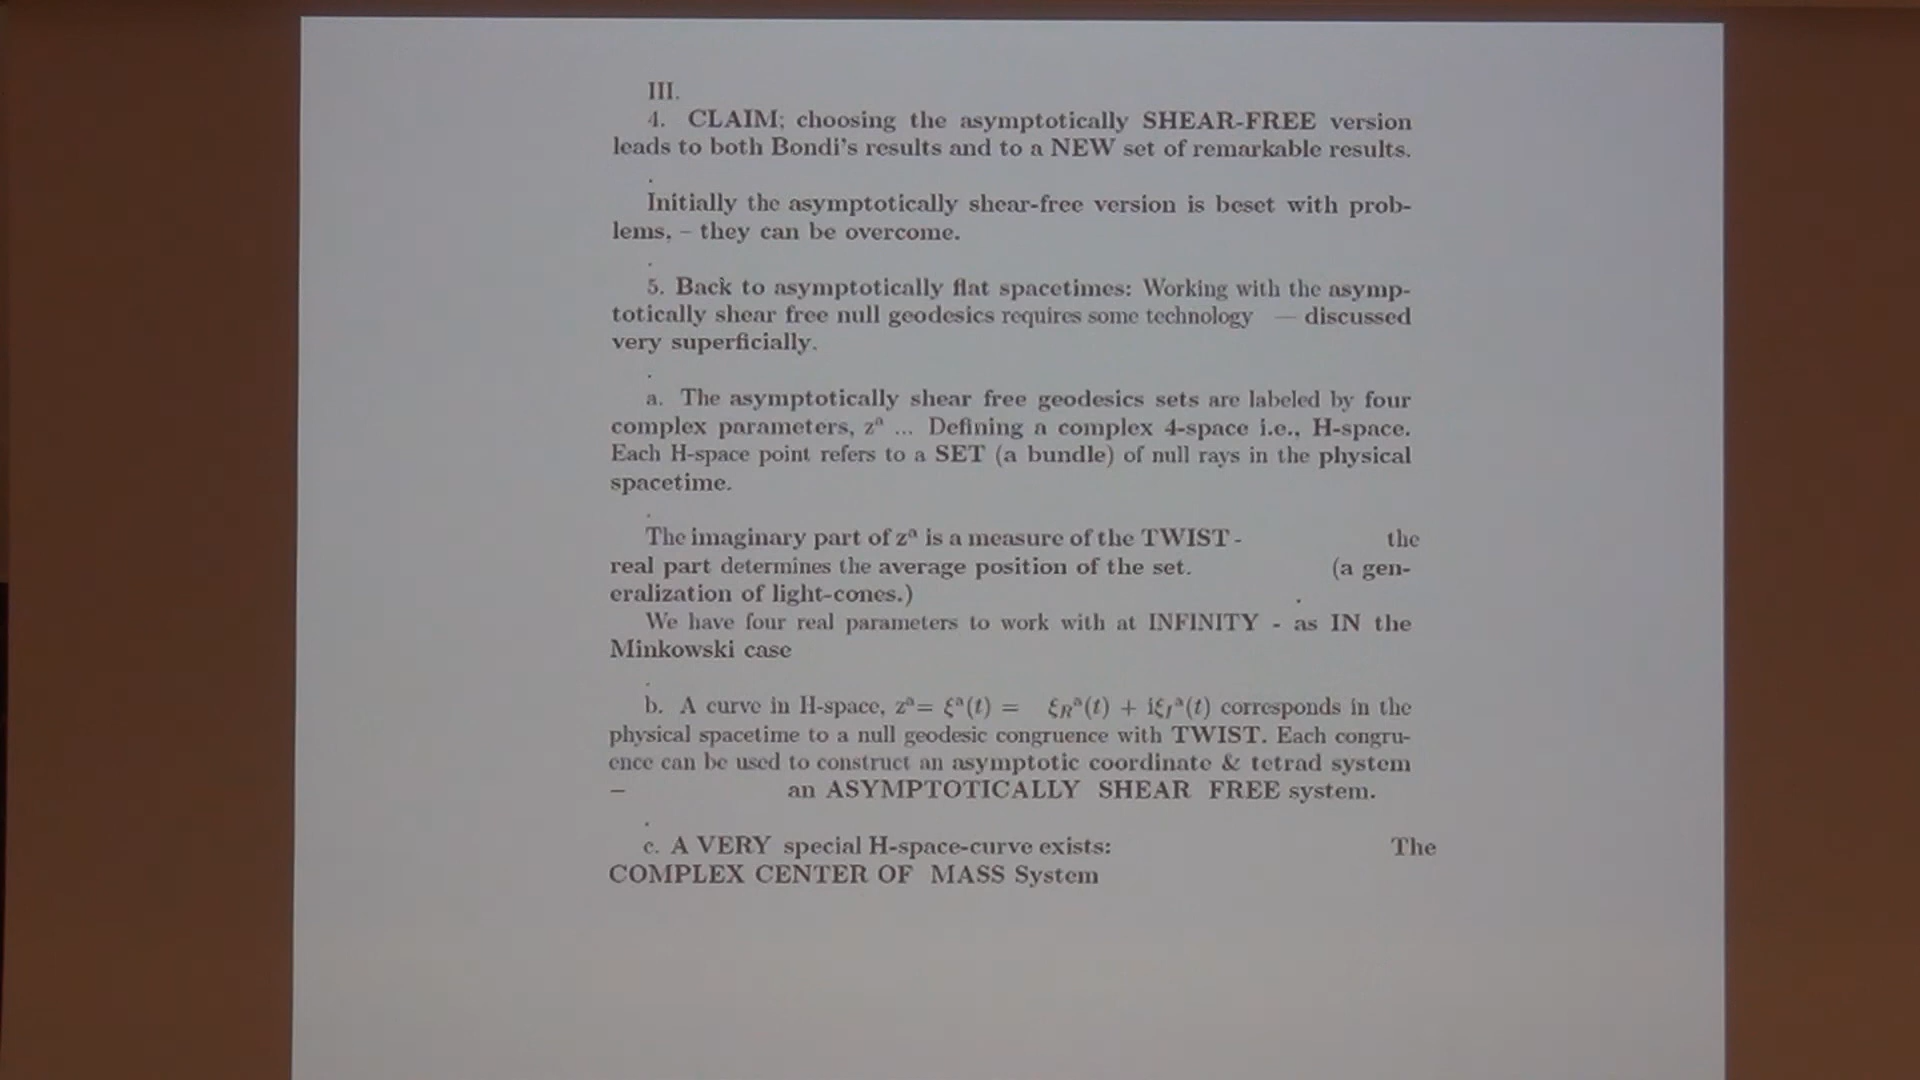 III.
4. CLAIM; choosing the asymptotically SHEAR-FREE version
leads to both Bondi's results and to a NEW set of remarkable results.
.
Initially the asymptotically shear-free version is beset with prob-
lems, – they can be overcome.
.
5. Back to asymptotically flat spacetimes: Working with the asymp-
totically shear free null geodesics requires some technology — discussed
very superficially.
.
a. The asymptotically shear free geodesics sets are labeled by four
complex parameters, zᵃ ... Defining a complex 4-space i.e., H-space.
Each H-space point refers to a SET (a bundle) of null rays in the physical
spacetime.
.
The imaginary part of zᵃ is a measure of the TWIST - the
real part determines the average position of the set. (a gen-
eralization of light-cones.) .
We have four real parameters to work with at INFINITY - as IN the
Minkowski case
.
b. A curve in H-space, zᵃ= ξᵃ(t) = ξ_Rᵃ(t) + iξ_Iᵃ(t) corresponds in the
physical spacetime to a null geodesic congruence with TWIST. Each congru-
ence can be used to construct an asymptotic coordinate & tetrad system
– an ASYMPTOTICALLY SHEAR FREE system.
.
c. A VERY special H-space-curve exists: The
COMPLEX CENTER OF MASS System